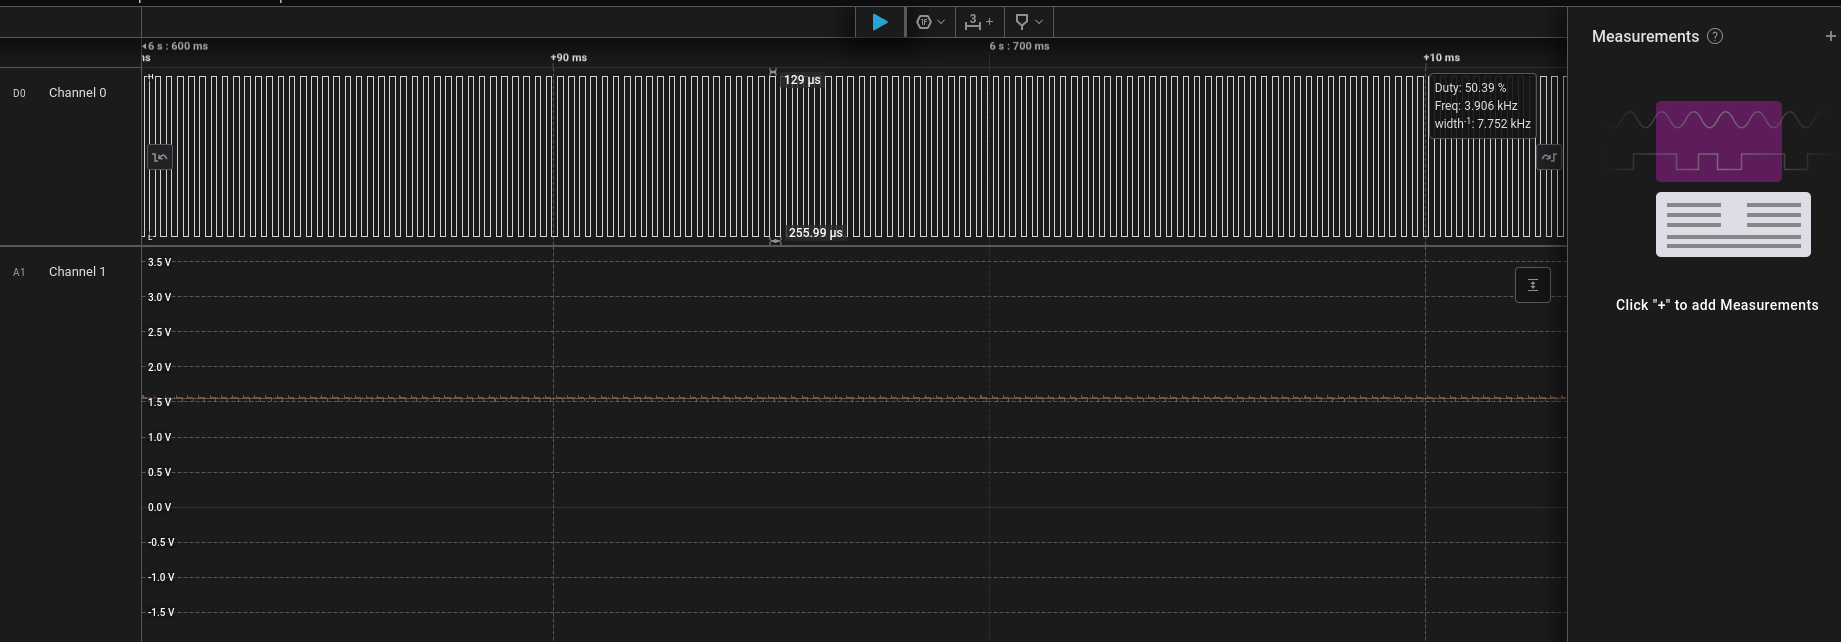 6 s : 600 ms
6 s : 700 ms
ns
+90 ms
+10 ms
Measurements ?
+
D0 Channel 0
H
129 µs
Duty: 50.39 %
Freq: 3.906 kHz
width-1: 7.752 kHz
L
255.99 µs
A1 Channel 1
3.5 V
3.0 V
2.5 V
2.0 V
1.5 V
1.0 V
0.5 V
0.0 V
-0.5 V
-1.0 V
-1.5 V
3 +
Click "+" to add Measurements